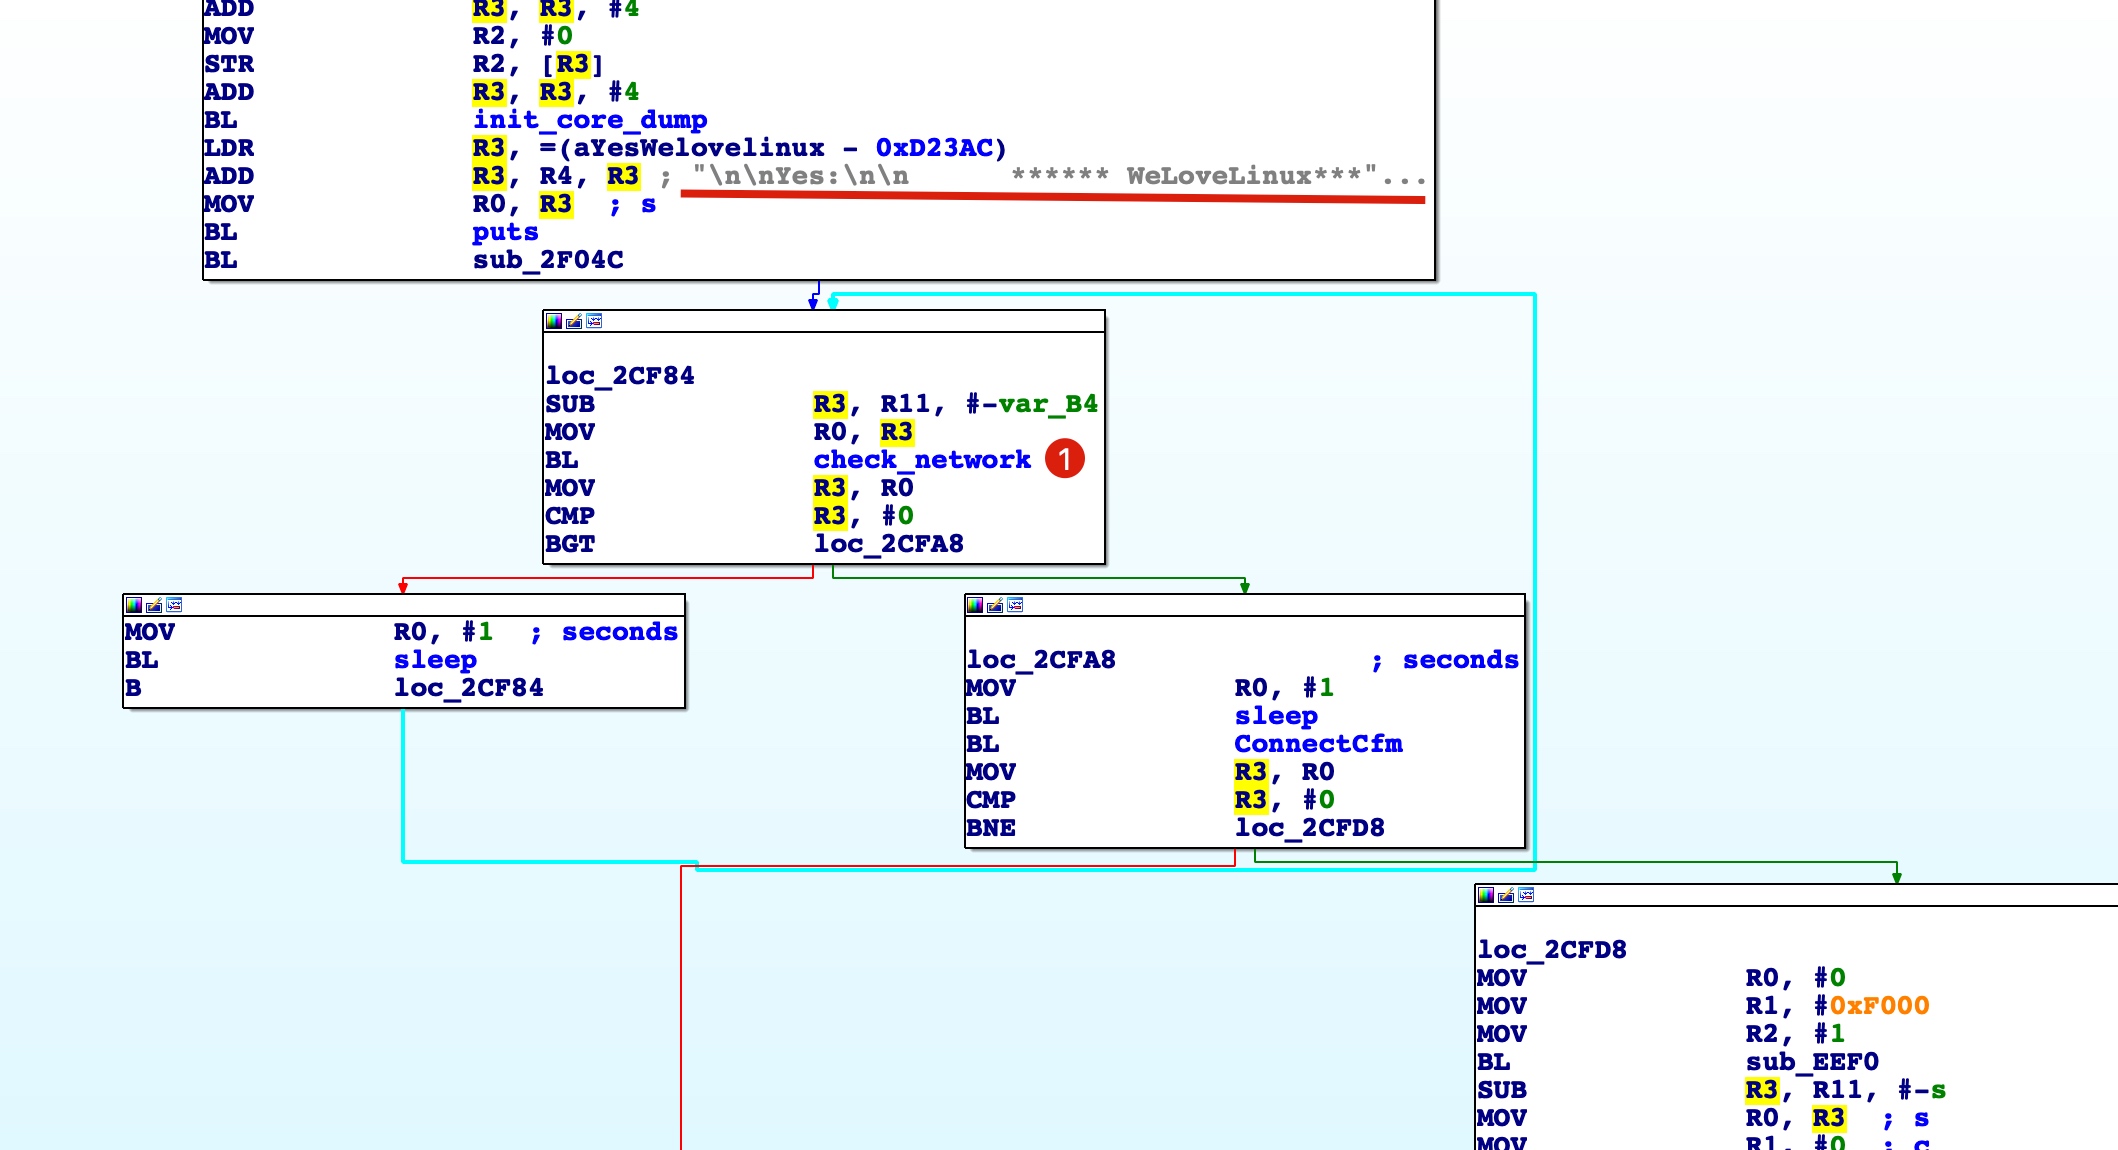 ADD R3, R3, #4
MOV R2, #0
STR R2, [R3]
ADD R3, R3, #4
BL init_core_dump
LDR R3, =(aYesWelovelinux - 0xD23AC)
ADD R3, R4, R3 ; "\n\nYes:\n\n      ****** WeLoveLinux***"...
MOV R0, R3 ; s
BL puts
BL sub_2F04C
loc_2CF84
SUB R3, R11, #-var_B4
MOV R0, R3
BL check_network 1
MOV R3, R0
CMP R3, #0
BGT loc_2CFA8
MOV R0, #1 ; seconds
BL sleep
B loc_2CF84
loc_2CFA8 ; seconds
MOV R0, #1
BL sleep
BL ConnectCfm
MOV R3, R0
CMP R3, #0
BNE loc_2CFD8
loc_2CFD8
MOV R0, #0
MOV R1, #0xF000
MOV R2, #1
BL sub_EEF0
SUB R3, R11, #-s
MOV R0, R3 ; s
MOV R1, #0 ; c